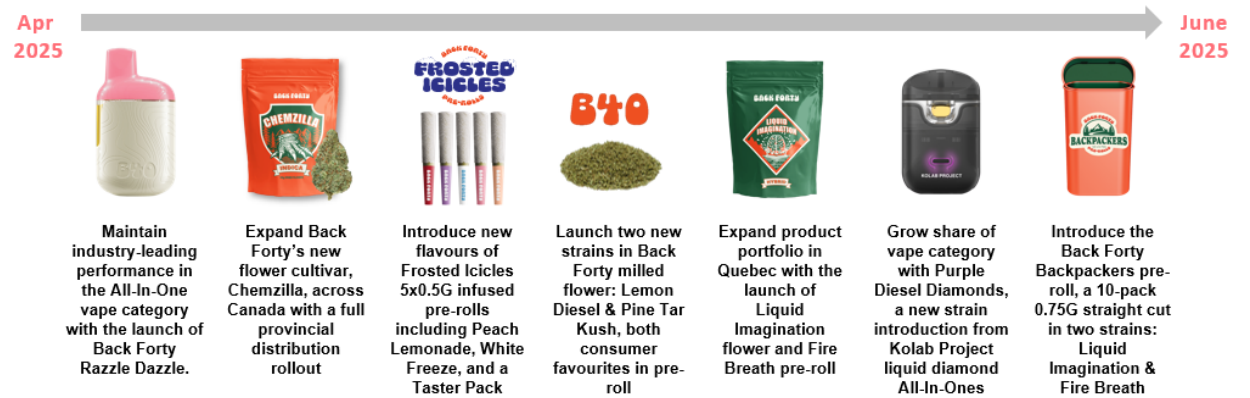 Apr
2025
June
2025
B40
BACK FORTY
CHEMZILLA
INDICA
BACK FORTY
FROSTED
ICICLES
PRE-ROLLS
B40
BACK FORTY
LIQUID
IMAGINATION
HYBRID
KOLAB PROJECT
BACK FORTY
BACKPACKERS
Maintain
industry-leading
performance in
the All-In-One
vape category
with the launch of
Back Forty
Razzle Dazzle.
Expand Back
Forty’s new
flower cultivar,
Chemzilla, across
Canada with a full
provincial
distribution
rollout
Introduce new
flavours of
Frosted Icicles
5x0.5G infused
pre-rolls
including Peach
Lemonade, White
Freeze, and a
Taster Pack
Launch two new
strains in Back
Forty milled
flower: Lemon
Diesel & Pine Tar
Kush, both
consumer
favourites in pre-
roll
Expand product
portfolio in
Quebec with the
launch of
Liquid
Imagination
flower and Fire
Breath pre-roll
Grow share of
vape category
with Purple
Diesel Diamonds,
a new strain
introduction from
Kolab Project
liquid diamond
All-In-Ones
Introduce the
Back Forty
Backpackers pre-
roll, a 10-pack
0.75G straight cut
in two strains:
Liquid
Imagination &
Fire Breath